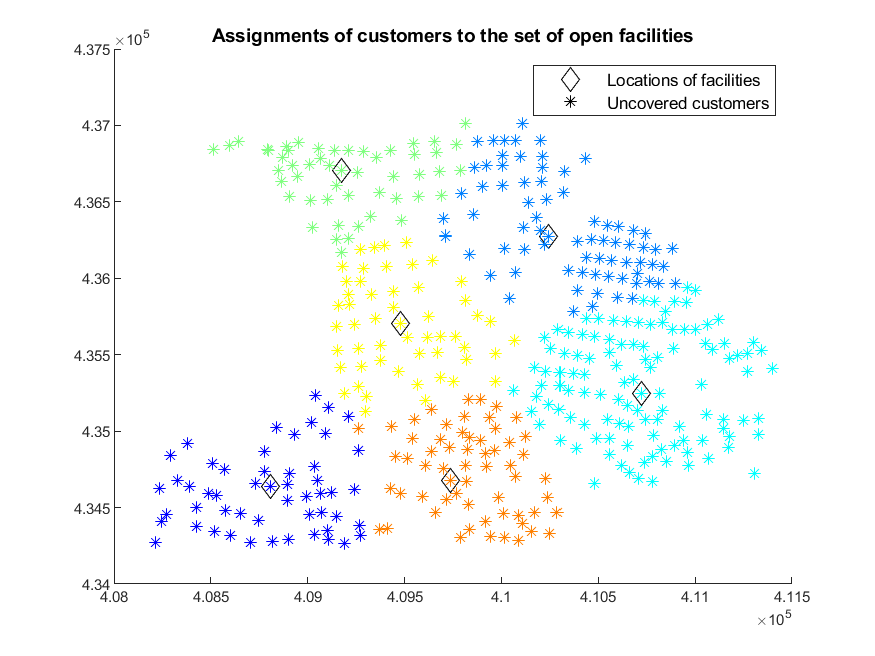 Assignments of customers to the set of open facilities
×10^5
4.375
4.37
4.365
4.36
4.355
4.35
4.345
4.34
Locations of facilities
Uncovered customers
4.08 4.085 4.09 4.095 4.1 4.105 4.11 4.115
×10^5